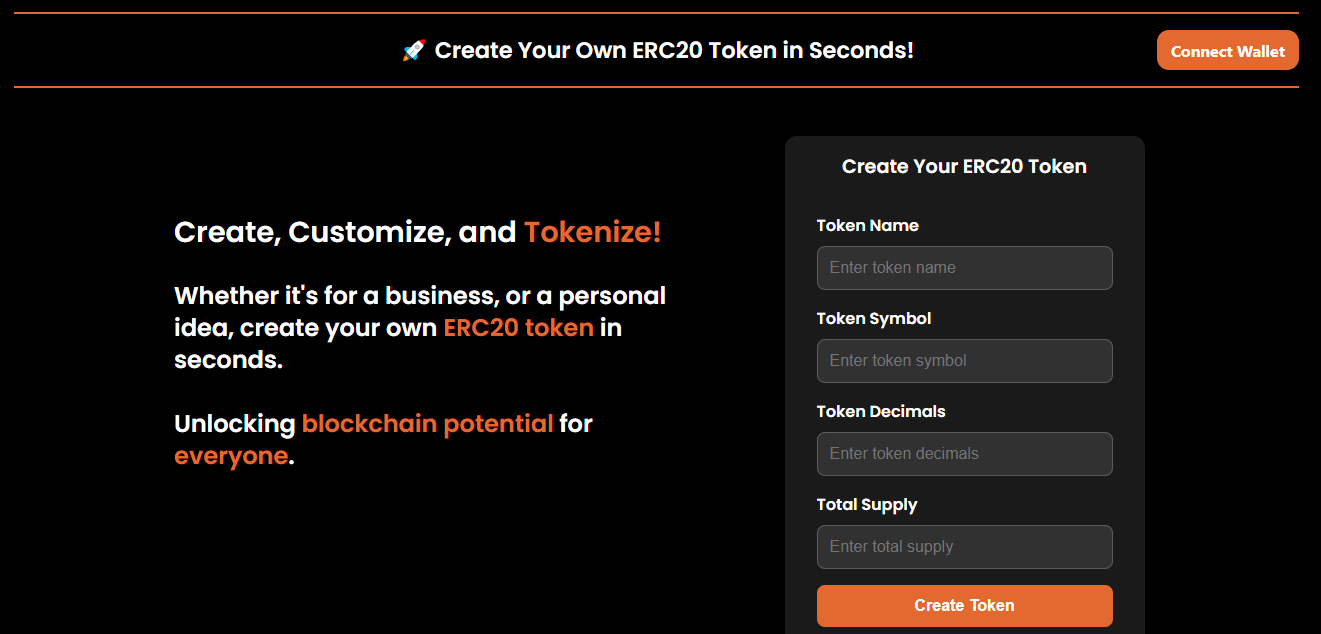 🚀 Create Your Own ERC20 Token in Seconds!
Connect Wallet
Create, Customize, and Tokenize!
Whether it's for a business, or a personal
idea, create your own ERC20 token in
seconds.
Unlocking blockchain potential for
everyone.
Create Your ERC20 Token
Token Name
Enter token name
Token Symbol
Enter token symbol
Token Decimals
Enter token decimals
Total Supply
Enter total supply
Create Token